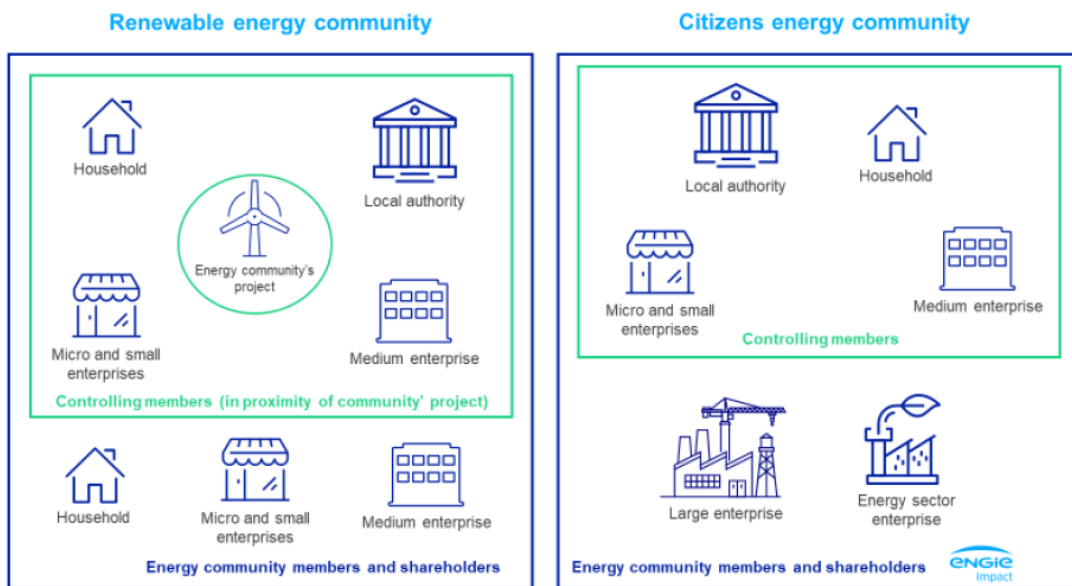 Renewable energy community
Household
Local authority
Energy community's
project
Micro and small
enterprises
Medium enterprise
Controlling members (in proximity of community' project)
Household
Micro and small
enterprises
Medium enterprise
Energy community members and shareholders
Citizens energy community
Local authority
Household
Micro and small
enterprises
Medium enterprise
Controlling members
Large enterprise
Energy sector
enterprise
Energy community members and shareholders
ENGIE
Impact